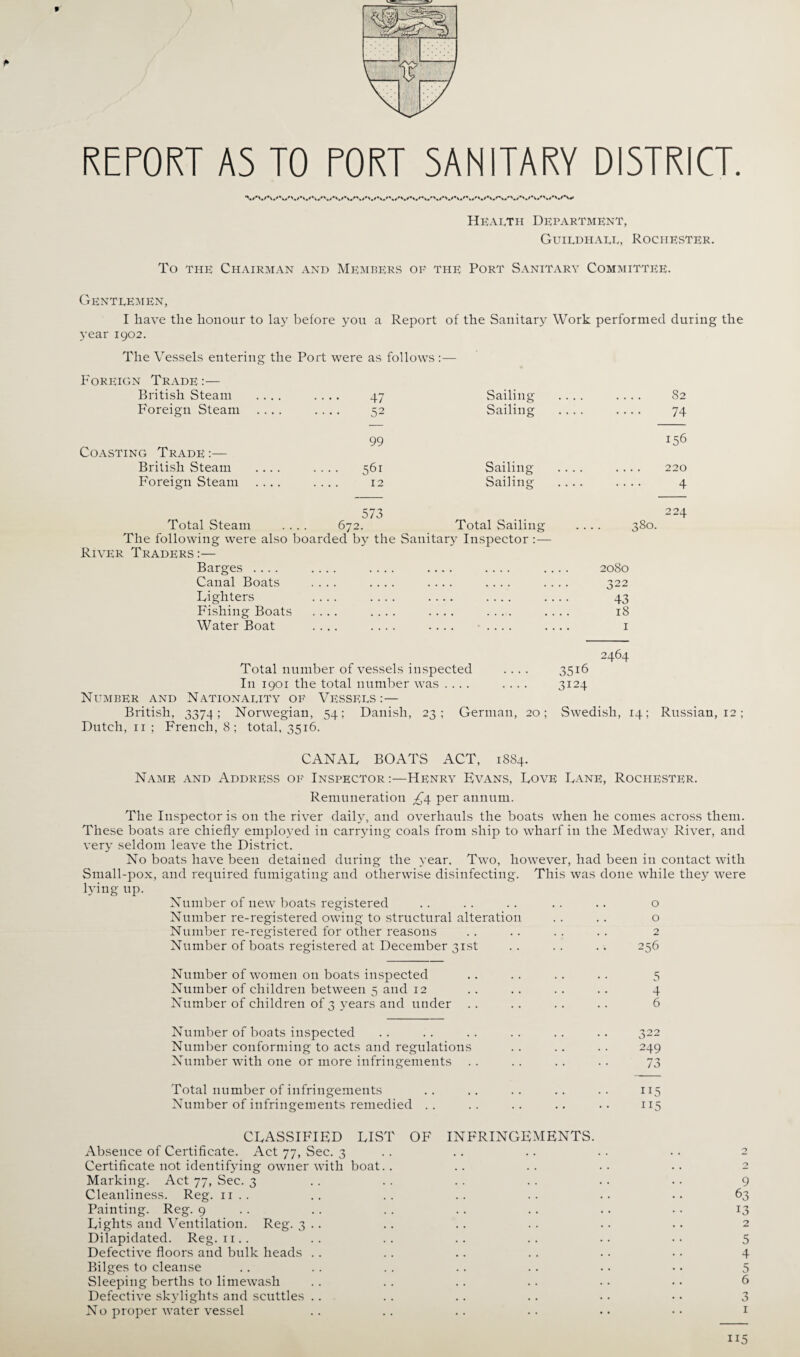 REPORT AS TO PORT SANITARY DISTRICT.
HEALTH DEPARTMENT,
GUILDHALL, ROCHESTER.
TO THE CHAIRMAN AND MEMBERS OF THE PORT SANITARY COMMITTEE.
GENTLEMEN,
I have the honour to lay before you a Report of the Sanitary Work performed during the
year 1902.
The Vessels entering the Port were as follows :—
FOREIGN TRADE :—
British Steam .... .... 47 Sailing .... .... 82
Foreign Steam .... .... 52 Sailing .... .... 74
99 156
COASTING TRADE :—
British Steam .... .... 561 Sailing .... .... 220
Foreign Steam .... .... 12 Sailing .... .... 4
573 224
Total Steam .... 672. Total Sailing .... 380.
The following were also boarded by the Sanitary Inspector :—
RIVER TRADERS :—
Barges .... .... .... .... .... .... 2080
Canal Boats .... .... .... .... .... 322
Lighters .... .... .... .... .... 43
Fishing Boats .... .... .... .... .... 18
Water Boat .... .... .... .... .... 1
2464
Total number of vessels inspected .... 3516
In 1901 the total number was .... .... 3124
NUMBER AND NATIONALITY OF VESSELS :—
British, 3374; Norwegian, 54; Danish, 23; German, 20; Swedish, 14; Russian, 12;
Dutch, 11; French, 8; total, 3516.
CANAL BOATS ACT, 1884.
NAME AND ADDRESS OF INSPECTOR :—HENRY EVANS, LOVE LANE, ROCHESTER.
Remuneration £4 per annum.
The Inspector is on the river daily, and overhauls the boats when he comes across them.
These boats are chiefly employed in carrying coals from ship to wharf in the Medway River, and
very seldom leave the District.
No boats have been detained during the year. Two, however, had been in contact with
Small-pox, and required fumigating and otherwise disinfecting. This was done while they were
lying up.
Number of new boats registered .. .. .. .. .. 0
Number re-registered owing to structural alteration .. .. 0
Number re-registered for other reasons .. .. .. .. 2
Number of boats registered at December 31st .. .. .. 256
Number of women on boats inspected .. .. .. .. 5
Number of children between 5 and 12 .. .. .. .. 4
Number of children of 3 years and under .. .. .. .. 6
Number of boats inspected .. .. .. .. .. .. 322
Number conforming to acts and regulations .. .. .. 249
Number with one or more infringements .. .. .. .. 73
Total number of infringements .. .. .. .. .. 115
Number of infringements remedied .. .. .. .. .. 115
CLASSIFIED LIST OF INFRINGEMENTS.
Absence of Certificate. Act 77, Sec. 3 .. .. .. .. .. 2
Certificate not identifying owner with boat.. .. .. .. .. 2
Marking. Act 77, Sec. 3 .. .. .. .. .. .. 9
Cleanliness. Reg. 11 .. .. .. .. .. .. .. 63
Painting. Reg. 9 .. .. .. .. .. .. .. 13
Lights and Ventilation. Reg. 3 .. .. .. .. .. .. 2
Dilapidated. Reg. 11.. .. .. .. .. .. .. 5
Defective floors and bulk heads .. .. .. .. .. .. 4
Bilges to cleanse .. .. .. .. .. .. .. 5
Sleeping berths to limewash .. .. .. .. .. .. 6
Defective skylights and scuttles .. .. .. .. .. .. 3
No proper water vessel .. .. .. .. .. .. 1
115